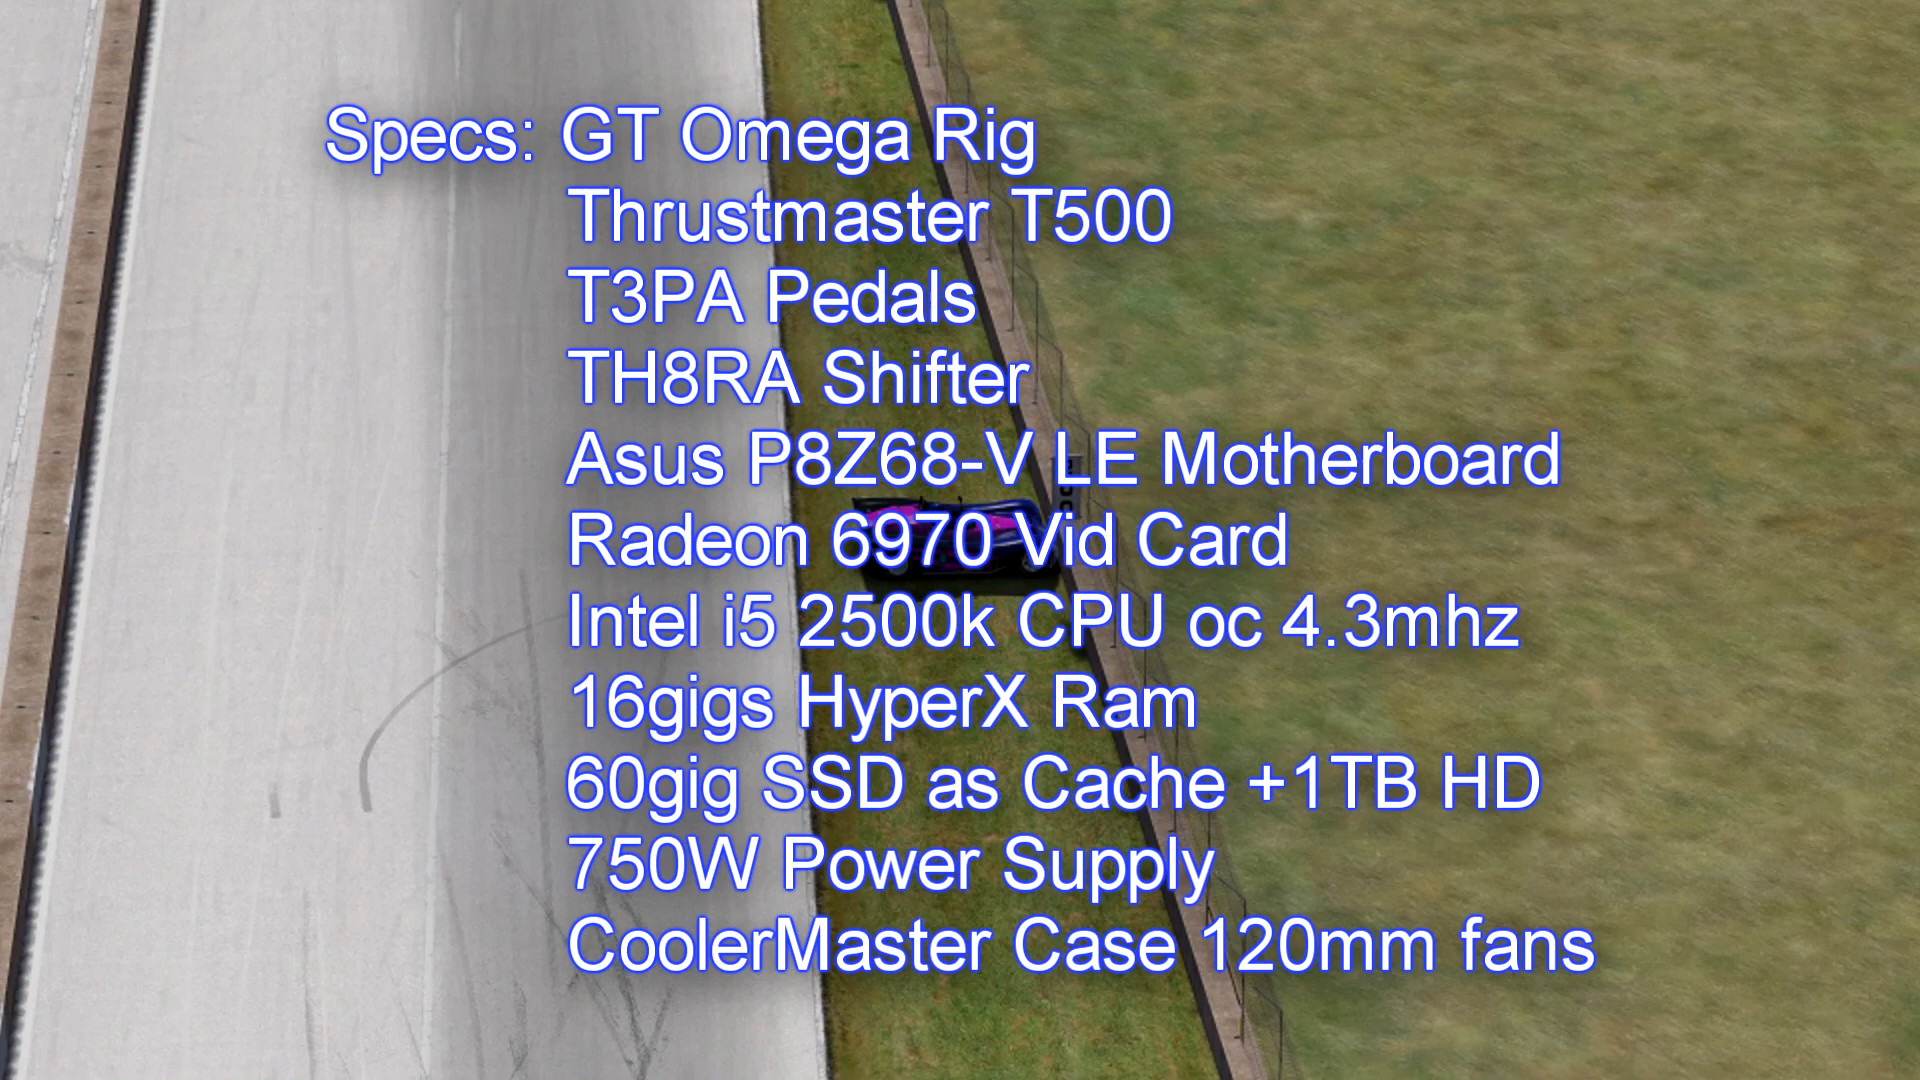 Specs: GT Omega Rig
Thrustmaster T500
T3PA Pedals
TH8RA Shifter
Asus P8Z68-V LE Motherboard
Radeon 6970 Vid Card
Intel i5 2500k CPU oc 4.3mhz
16gigs HyperX Ram
60gig SSD as Cache +1TB HD
750W Power Supply
CoolerMaster Case 120mm fans